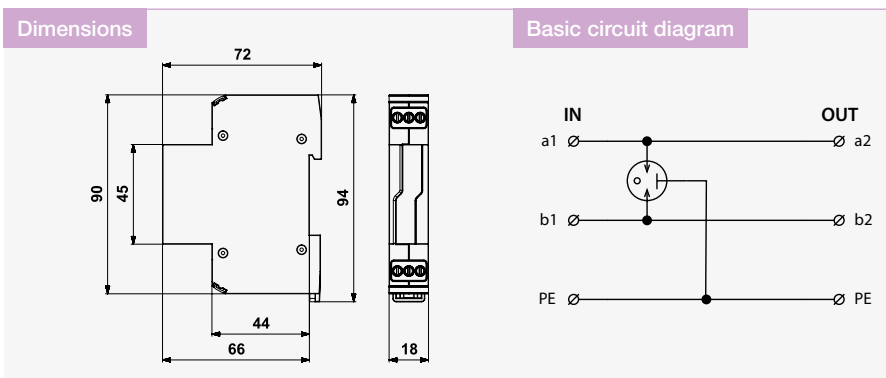 Dimensions
72
90
45
94
44
66
18
Basic circuit diagram
IN OUT
a1 a2
b1 b2
PE PE